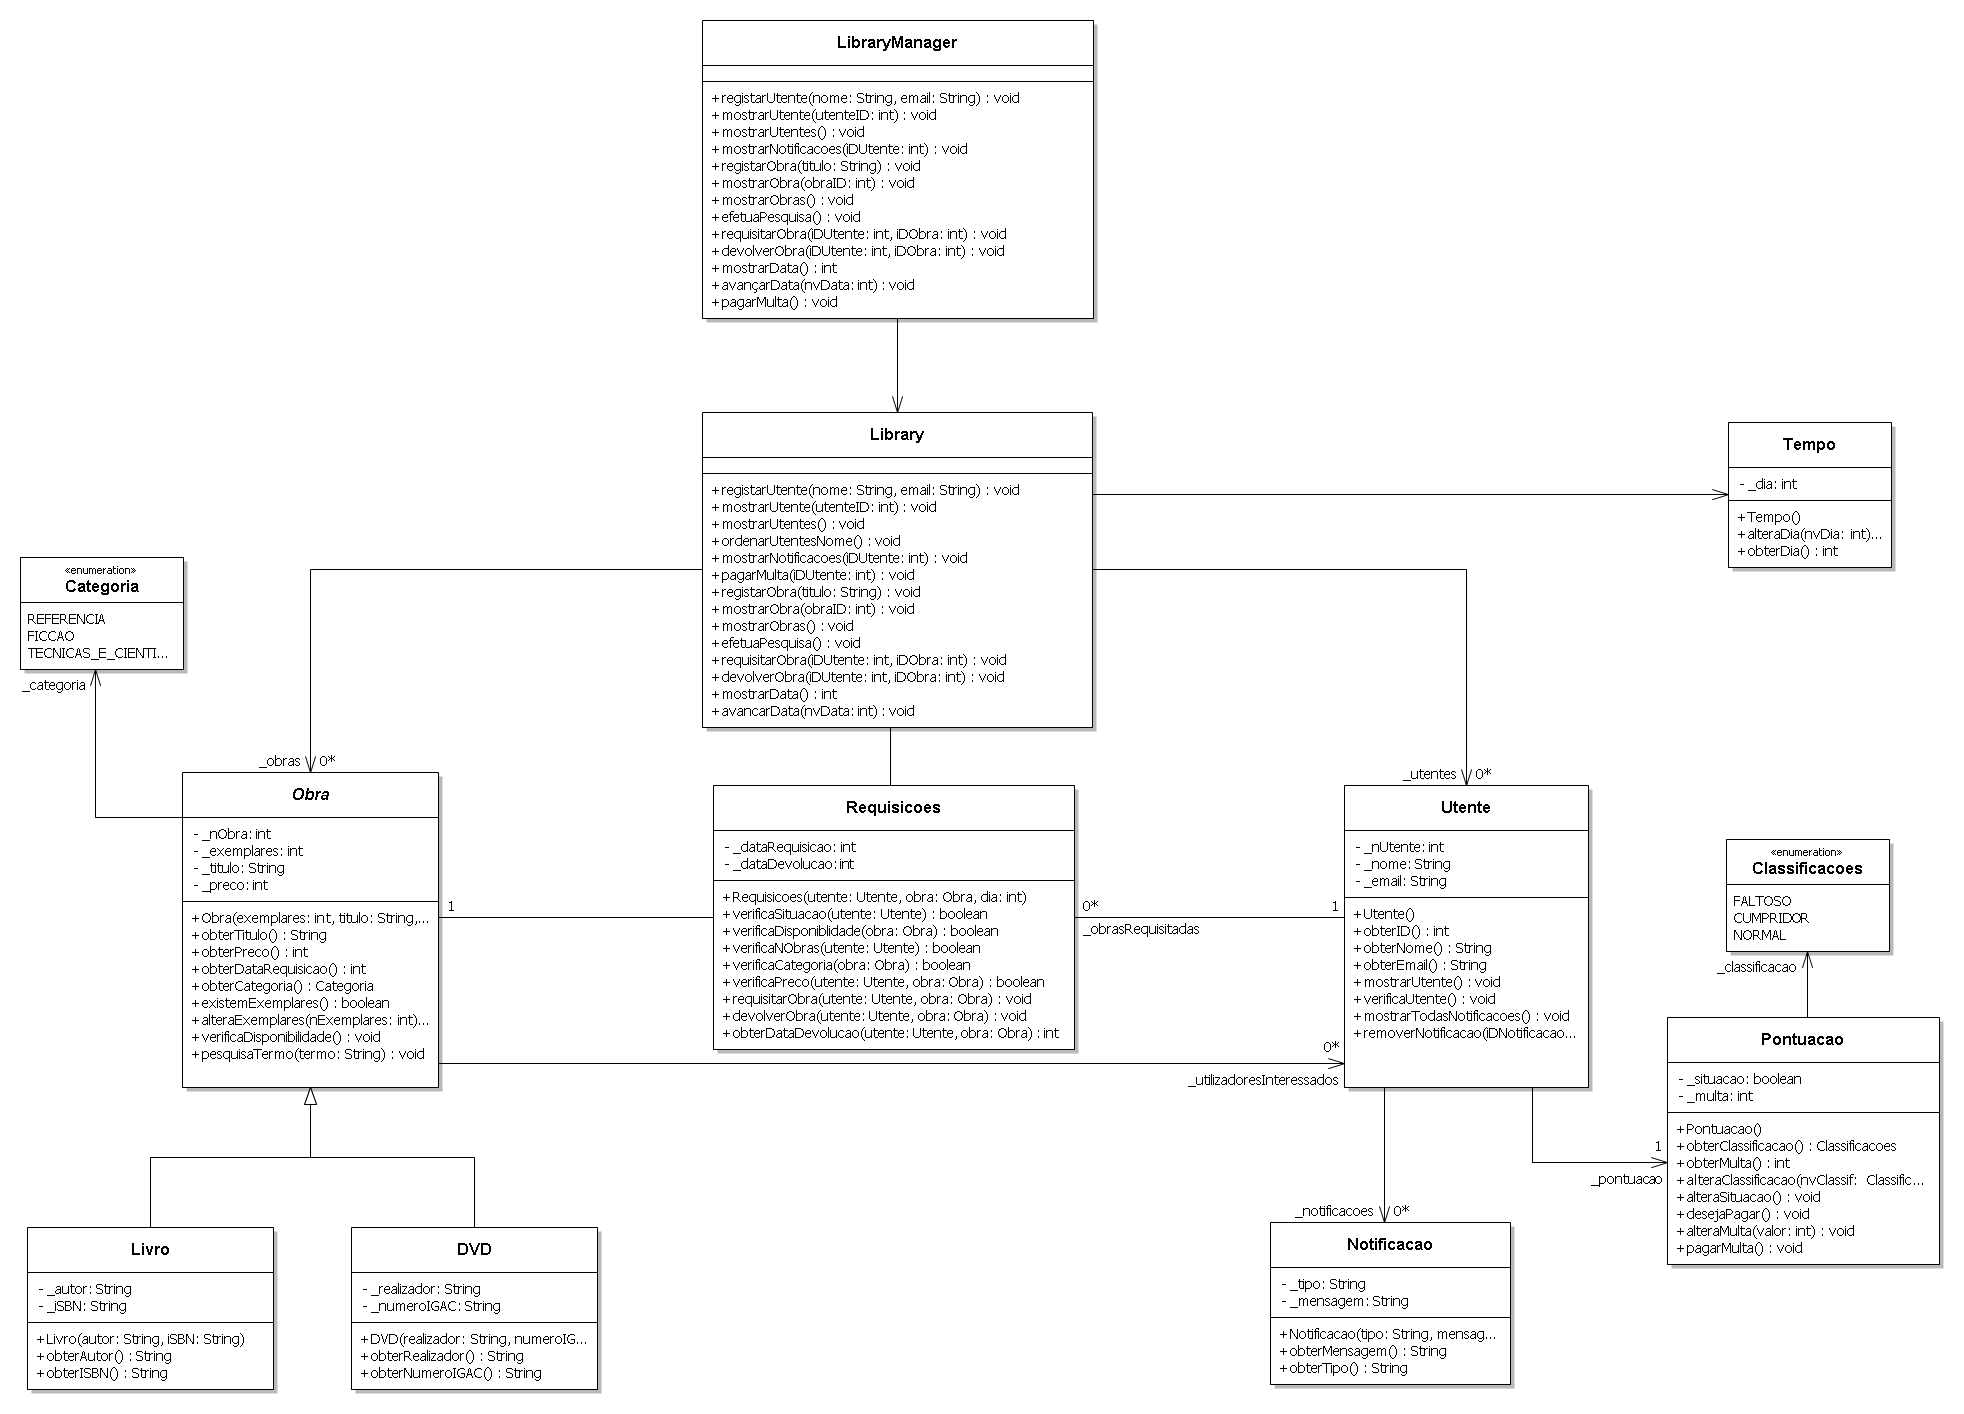 LibraryManager
+registarUtente(nome: String, email: String) : void
+mostrarUtente(utenteID: int) : void
+mostrarUtentes() : void
+mostrarNotificacoes(iDUtente: int) : void
+registarObra(titulo: String) : void
+mostrarObra(obraID: int) : void
+mostrarObras() : void
+efetuaPesquisa() : void
+requisitarObra(iDUtente: int, iDObra: int) : void
+devolverObra(iDUtente: int, iDObra: int) : void
+mostrarData() : int
+avançarData(nvData: int) : void
+pagarMulta() : void
Library
+registarUtente(nome: String, email: String) : void
+mostrarUtente(utenteID: int) : void
+mostrarUtentes() : void
+ordenarUtentesNome() : void
+mostrarNotificacoes(iDUtente: int) : void
+pagarMulta(iDUtente: int) : void
+registarObra(titulo: String) : void
+mostrarObra(obraID: int) : void
+mostrarObras() : void
+efetuaPesquisa() : void
+requisitarObra(iDUtente: int, iDObra: int) : void
+devolverObra(iDUtente: int, iDObra: int) : void
+mostrarData() : int
+avancarData(nvData: int) : void
Tempo
- _dia: int
+Tempo()
+alteraDia(nvDia: int)...
+obterDia() : int
«enumeration»
Categoria
REFERENCIA
FICCAO
TECNICAS_E_CIENTI...
_categoria
_obras 0*
_utentes 0*
Obra
- _nObra: int
- _exemplares: int
- _titulo: String
- _preco: int
+Obra(exemplares: int, titulo: String,...
+obterTitulo() : String
+obterPreco() : int
+obterDataRequisicao() : int
+obterCategoria() : Categoria
+existemExemplares() : boolean
+alteraExemplares(nExemplares: int)...
+verificaDisponibilidade() : void
+pesquisaTermo(termo: String) : void
1
Requisicoes
- _dataRequisicao: int
- _dataDevolucao: int
+Requisicoes(utente: Utente, obra: Obra, dia: int)
+verificaSituacao(utente: Utente) : boolean
+verificaDisponiblidade(obra: Obra) : boolean
+verificaNObras(utente: Utente) : boolean
+verificaCategoria(obra: Obra) : boolean
+verificaPreco(utente: Utente, obra: Obra) : boolean
+requisitarObra(utente: Utente, obra: Obra) : void
+devolverObra(utente: Utente, obra: Obra) : void
+obterDataDevolucao(utente: Utente, obra: Obra) : int
0* 1
_obrasRequisitadas
0*
_utilizadoresInteressados
Utente
- _nUtente: int
- _nome: String
- _email: String
+Utente()
+obterID() : int
+obterNome() : String
+obterEmail() : String
+mostrarUtente() : void
+verificaUtente() : void
+mostrarTodasNotificacoes() : void
+removerNotificacao(iDNotificacao...
«enumeration»
Classificacoes
FALTOSO
CUMPRIDOR
NORMAL
_classificacao
Pontuacao
- _situacao: boolean
- _multa: int
+Pontuacao()
+obterClassificacao() : Classificacoes
+obterMulta() : int
+alteraClassificacao(nvClassif: Classific...
+alteraSituacao() : void
+desejaPagar() : void
+alteraMulta(valor: int) : void
+pagarMulta() : void
1
_pontuacao
_notificacoes 0*
Livro
- _autor: String
- _iSBN: String
+Livro(autor: String, iSBN: String)
+obterAutor() : String
+obterISBN() : String
DVD
- _realizador: String
- _numeroIGAC: String
+DVD(realizador: String, numeroIG...
+obterRealizador() : String
+obterNumeroIGAC() : String
Notificacao
- _tipo: String
- _mensagem: String
+Notificacao(tipo: String, mensag...
+obterMensagem() : String
+obterTipo() : String